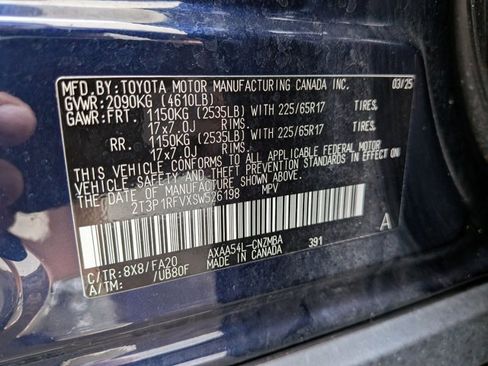 MFD.BY:TOYOTA MOTOR MANUFACTURING CANADA INC. 03/25
GVWR:2090KG (4610LB)
GAWR:FRT. 1150KG (2535LB) WITH 225/65R17 TIRES,
17x7.0J RIMS.
RR. 1150KG (2535LB) WITH 225/65R17 TIRES,
17x7.0J RIMS.
THIS VEHICLE CONFORMS TO ALL APPLICABLE FEDERAL MOTOR
VEHICLE SAFETY AND THEFT PREVENTION STANDARDS IN EFFECT
ON THE DATE OF MANUFACTURE SHOWN ABOVE.
2T3P1RFVXSW526198 MPV
C/TR:8X8/FA20 AXAA54L-CNZMBA 391 A
A/TM: /UB80F MADE IN CANADA